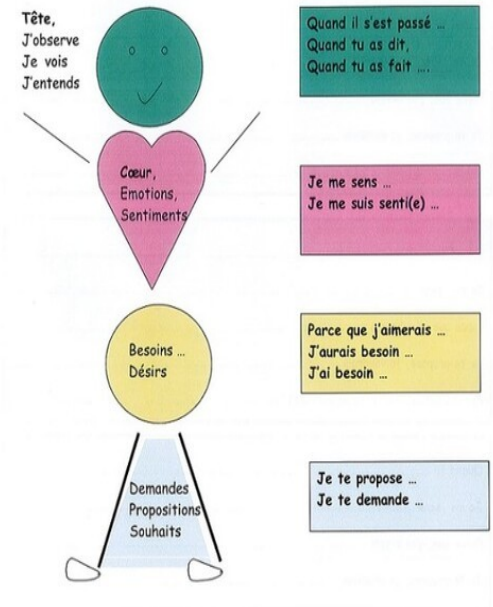 Tête,
J'observe
Je vois
J'entends
Quand il s'est passé ...
Quand tu as dit,
Quand tu as fait ....
Cœur,
Emotions,
Sentiments
Je me sens ...
Je me suis senti(e) ...
Besoins ...
Désirs
Parce que j'aimerais ...
J'aurais besoin ...
J'ai besoin ...
Demandes
Propositions
Souhaits
Je te propose ...
Je te demande ...